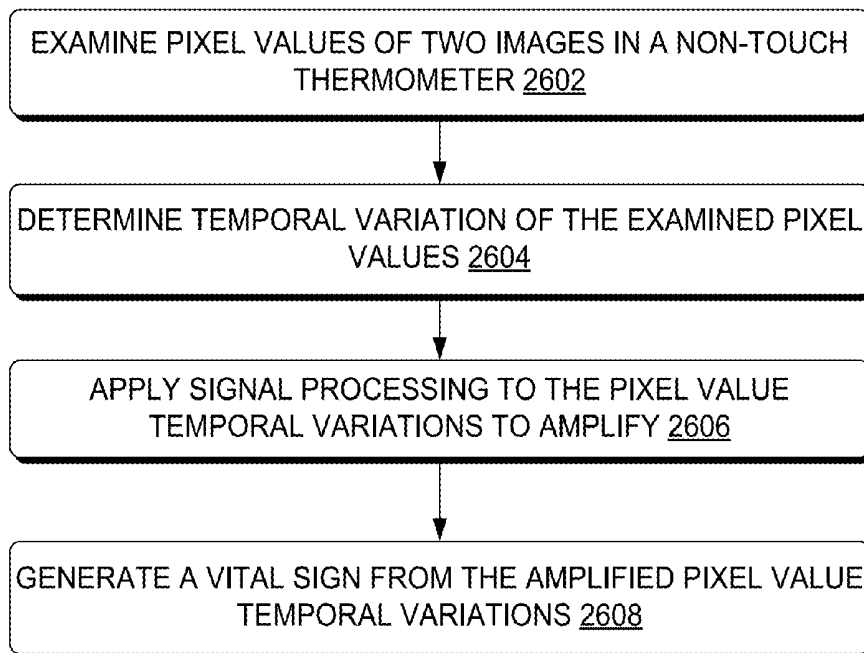 EXAMINE PIXEL VALUES OF TWO IMAGES IN A NON-TOUCH
THERMOMETER 2602
DETERMINE TEMPORAL VARIATION OF THE EXAMINED PIXEL
VALUES 2604
APPLY SIGNAL PROCESSING TO THE PIXEL VALUE
TEMPORAL VARIATIONS TO AMPLIFY 2606
GENERATE A VITAL SIGN FROM THE AMPLIFIED PIXEL VALUE
TEMPORAL VARIATIONS 2608